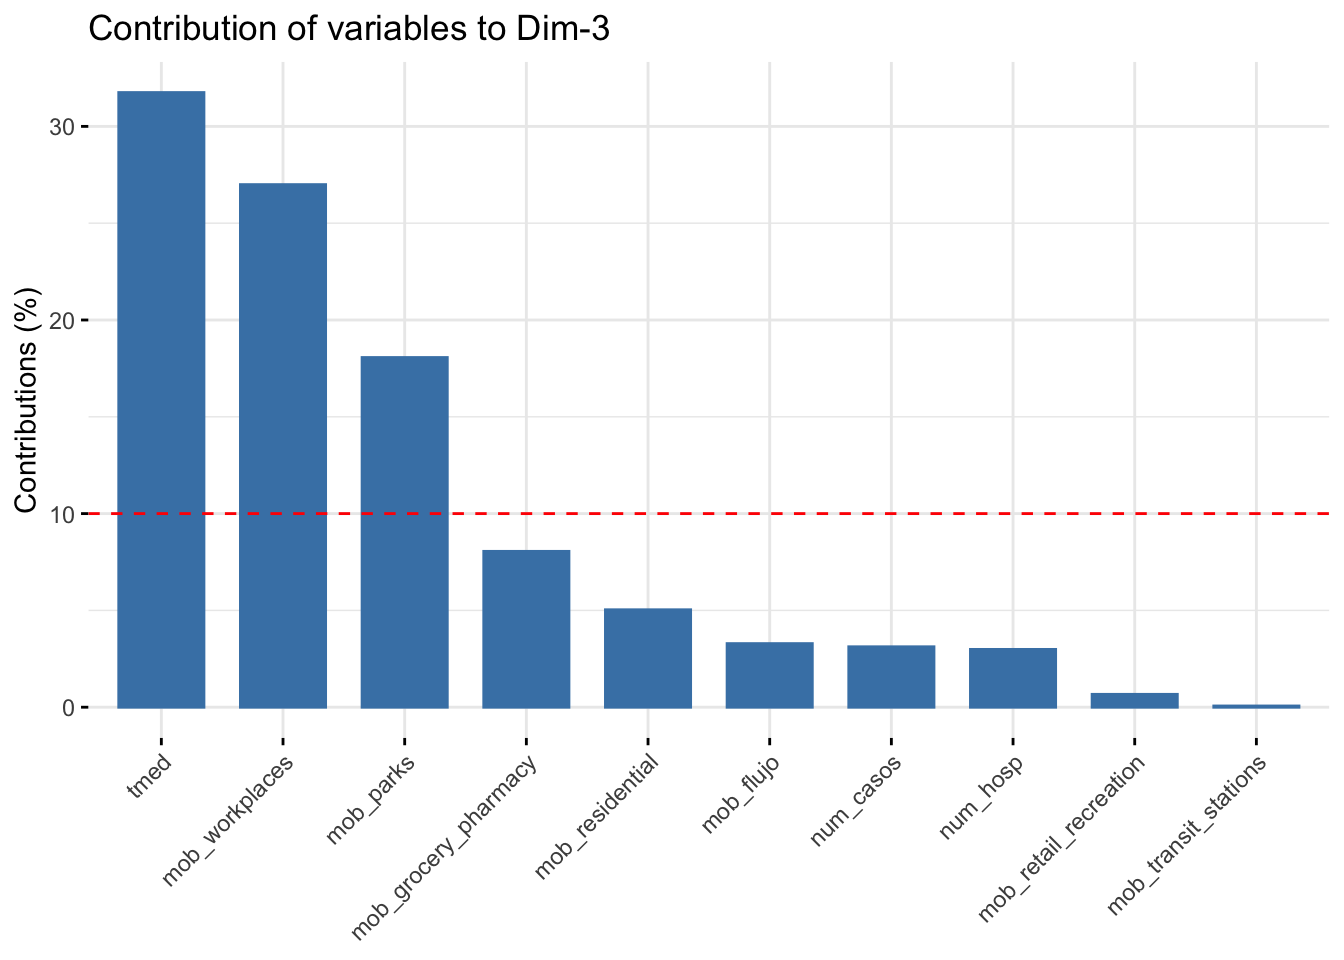 Contribution of variables to Dim-3
Contributions (%)
30
20
10
0
tmed
mob_workplaces
mob_parks
mob_grocery_pharmacy
mob_residential
mob_flujo
num_casos
num_hosp
mob_retail_recreation
mob_transit_stations